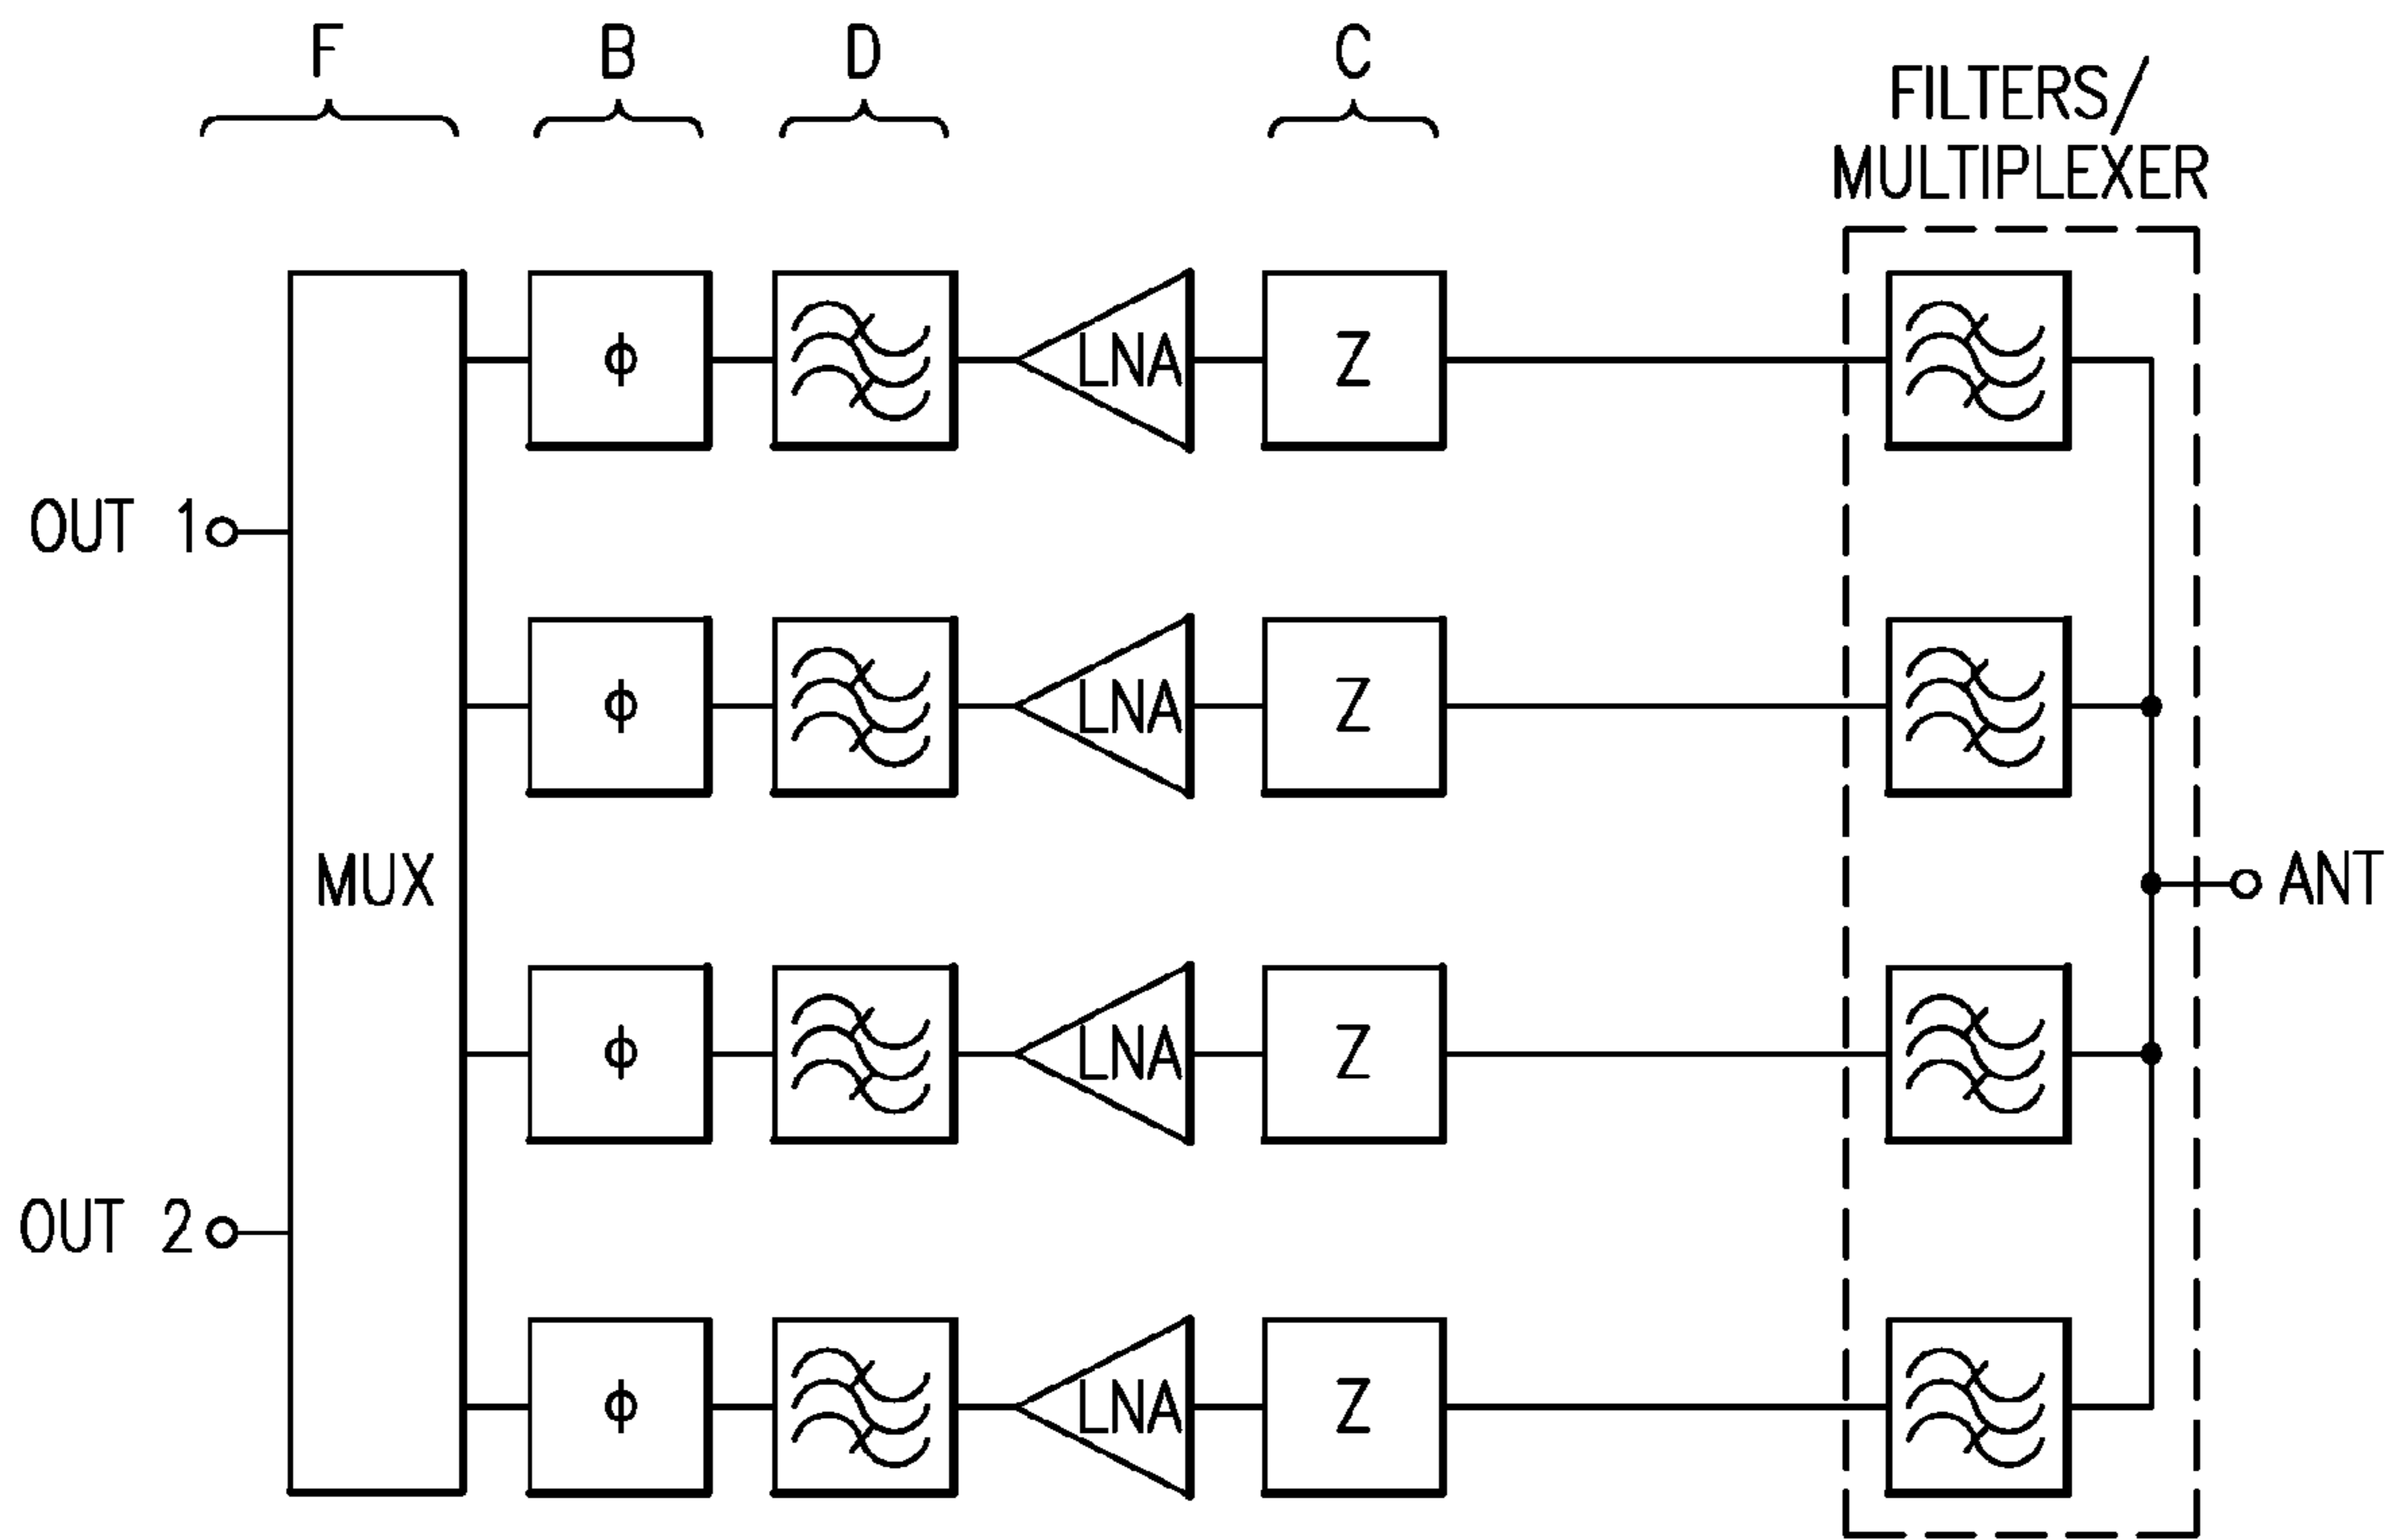 F B D C
FILTERS/
MULTIPLEXER
ϕ LNA Z
OUT 1
ϕ LNA Z
MUX
ANT
ϕ LNA Z
OUT 2
ϕ LNA Z